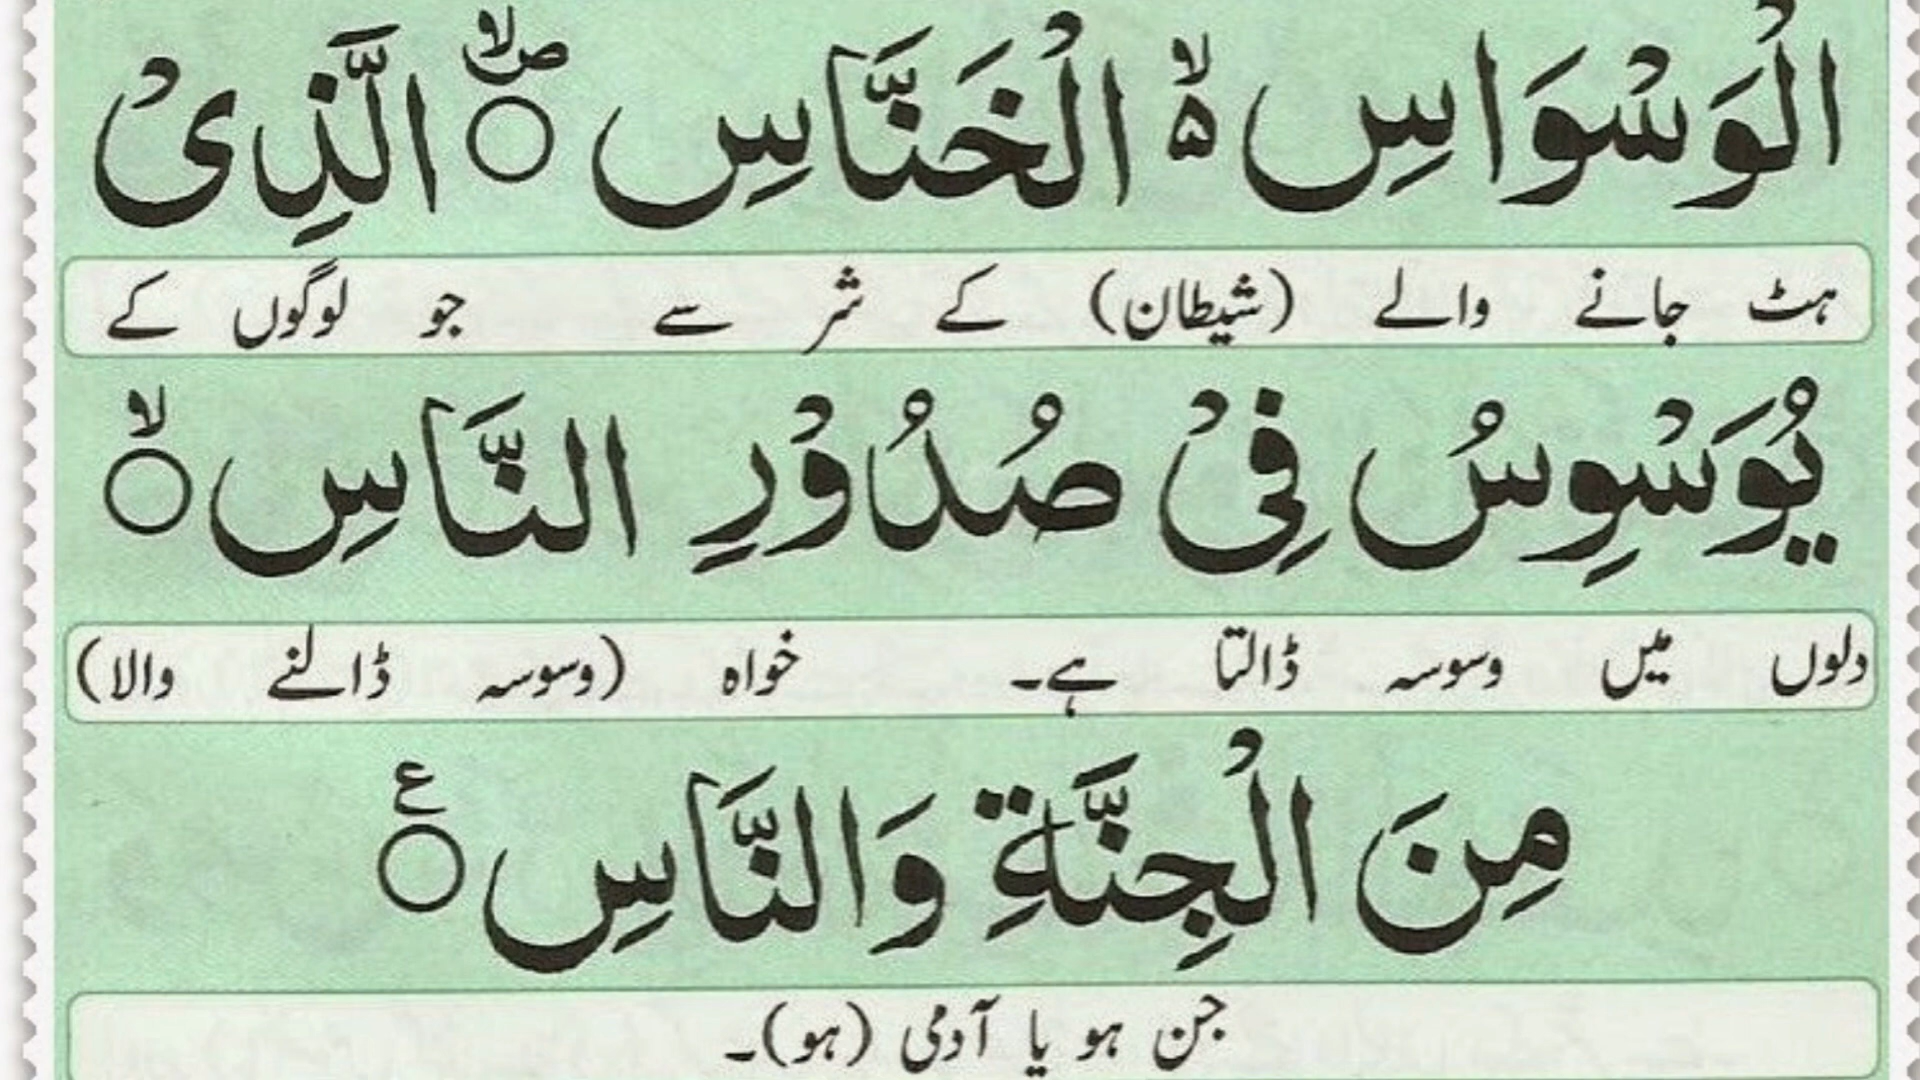 الْوَسْوَاسِ ۵ۙ الْخَنَّاسِ ۝ۙۖ الَّذِیْ
ہٹ جانے والے (شیطان) کے شر سے جو لوگوں کے
یُوَسْوِسُ فِیْ صُدُوْرِ النَّاسِ ۝ۙ
دلوں میں وسوسہ ڈالتا ہے۔ خواہ (وسوسہ ڈالنے والا)
مِنَ الْجِنَّةِ وَالنَّاسِ ۝ع
جن ہو یا آدمی (ہو)۔